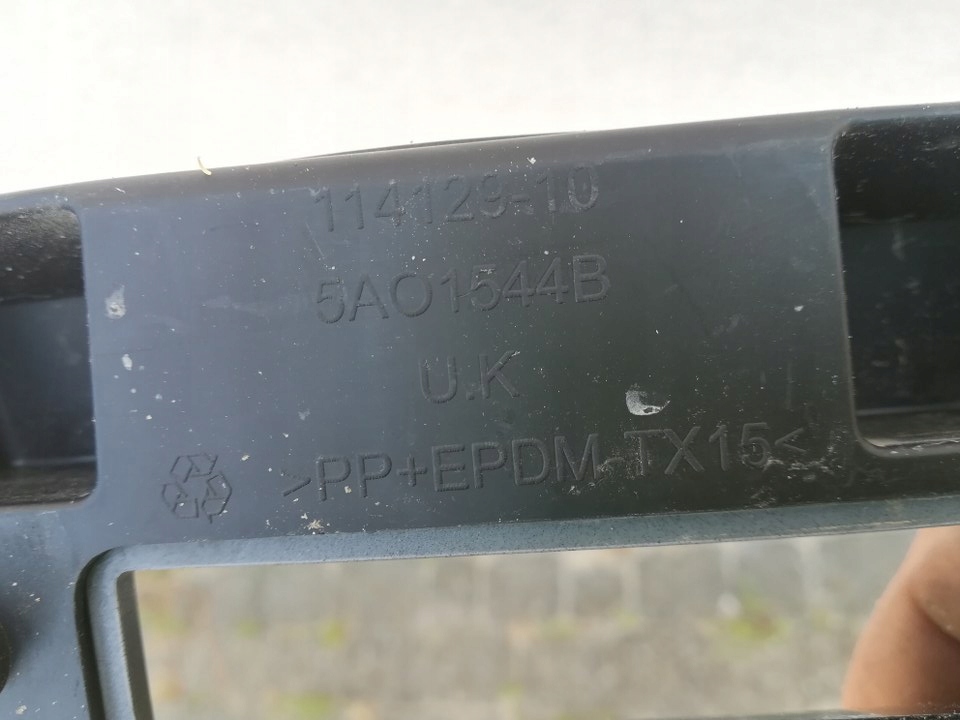 114129-10
5AO1544B
U.K
>PP+EPDM-TX15<